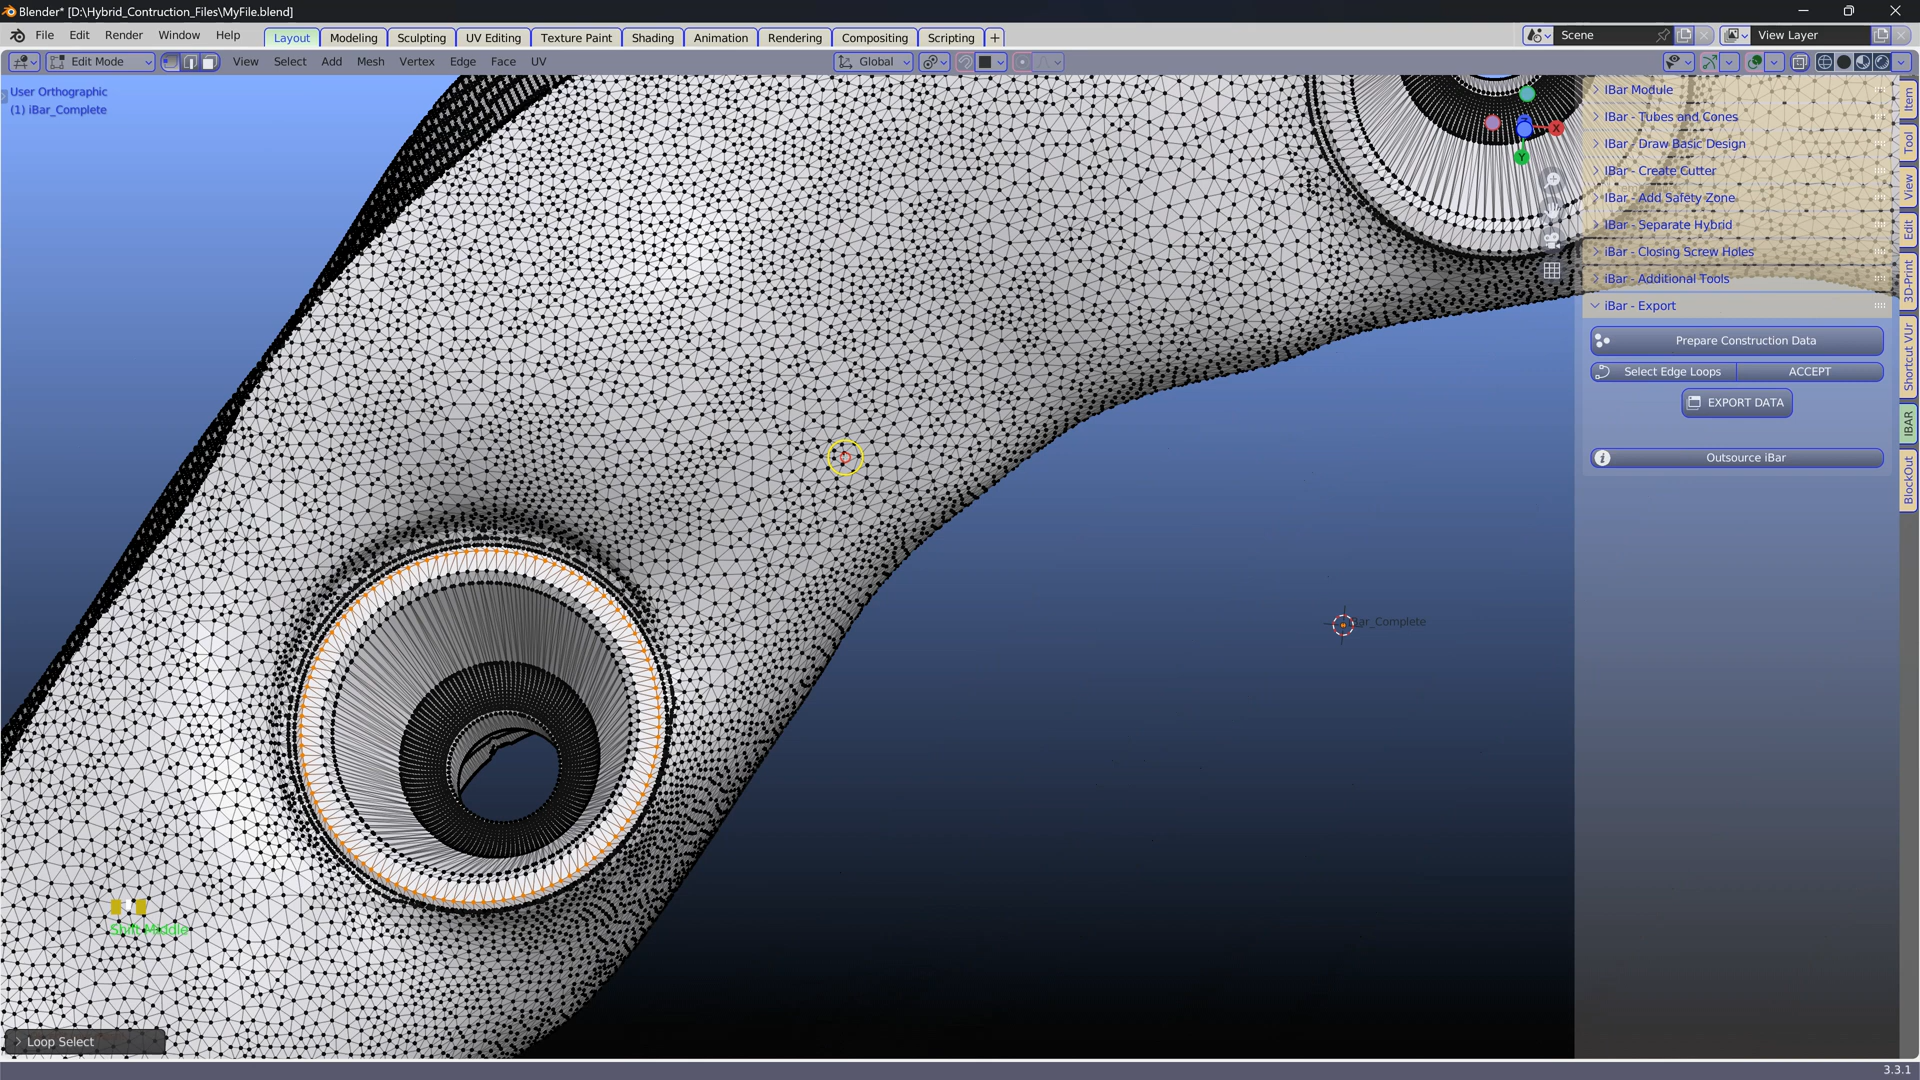 Blender* [D:\Hybrid_Contruction_Files\MyFile.blend]
File Edit Render Window Help
Layout Modeling Sculpting UV Editing Texture Paint Shading Animation Rendering Compositing Scripting +
Scene
View Layer
Edit Mode
View Select Add Mesh Vertex Edge Face UV
Global
User Orthographic
(1) iBar_Complete
X
Y
IBar Module
IBar - Tubes and Cones
IBar - Draw Basic Design
IBar - Create Cutter
IBar - Add Safety Zone
IBar - Separate Hybrid
iBar - Closing Screw Holes
iBar - Additional Tools
iBar - Export
Prepare Construction Data
Select Edge Loops
ACCEPT
EXPORT DATA
Outsource iBar
Item
Tool
View
Edit
3D-Print
Shortcut VUr
IBAR
BlockOut
Shift Middle
Loop Select
3.3.1